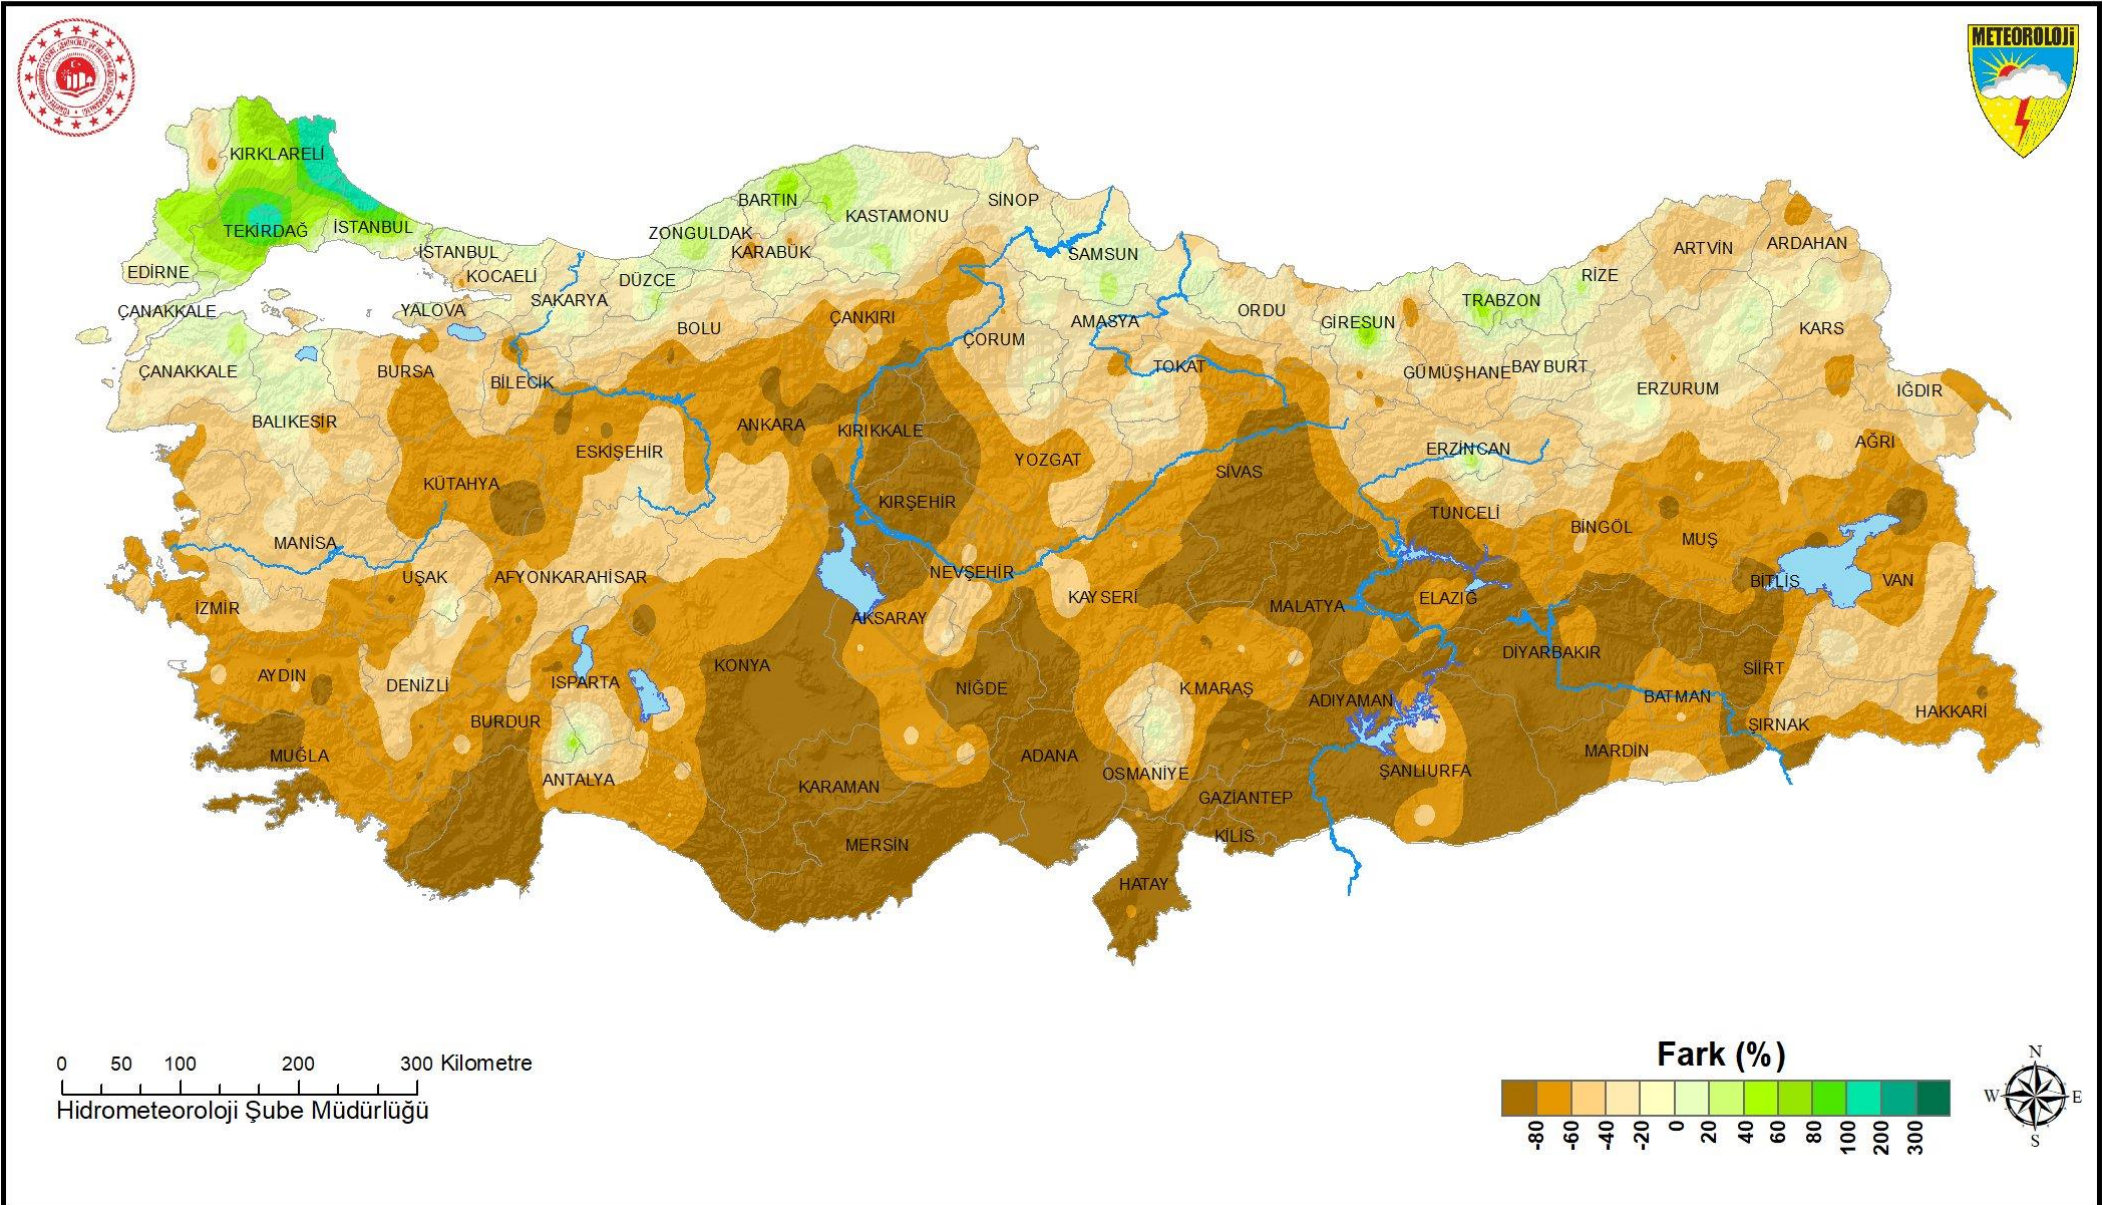 METEOROLOJİ
KIRKLARELİ
TEKİRDAĞ
İSTANBUL
EDİRNE
İSTANBUL
KOCAELİ
ÇANAKKALE
YALOVA
SAKARYA
DÜZCE
ZONGULDAK
BARTIN
KARABÜK
KASTAMONU
SİNOP
SAMSUN
ARTVİN
ARDAHAN
RİZE
TRABZON
BOLU
ÇANKIRI
ÇORUM
AMASYA
ORDU
GİRESUN
KARS
ÇANAKKALE
BURSA
BİLECİK
TOKAT
GÜMÜŞHANE
BAYBURT
ERZURUM
IĞDIR
BALIKESİR
ESKİŞEHİR
ANKARA
KIRIKKALE
YOZGAT
SİVAS
ERZİNCAN
AĞRI
KÜTAHYA
KIRŞEHİR
TUNCELİ
BİNGÖL
MUŞ
MANİSA
UŞAK
AFYONKARAHİSAR
NEVŞEHİR
KAYSERİ
MALATYA
ELAZIĞ
BİTLİS
VAN
İZMİR
AKSARAY
AYDIN
DENİZLİ
ISPARTA
KONYA
NİĞDE
K.MARAŞ
ADIYAMAN
DİYARBAKIR
BATMAN
SİİRT
ŞIRNAK
HAKKARİ
BURDUR
MUĞLA
ANTALYA
KARAMAN
ADANA
OSMANİYE
GAZİANTEP
ŞANLIURFA
MARDİN
MERSİN
KİLİS
HATAY
0 50 100 200 300 Kilometre
Hidrometeoroloji Şube Müdürlüğü
Fark (%)
-80 -60 -40 -20 0 20 40 60 80 100 200 300
N
W E
S